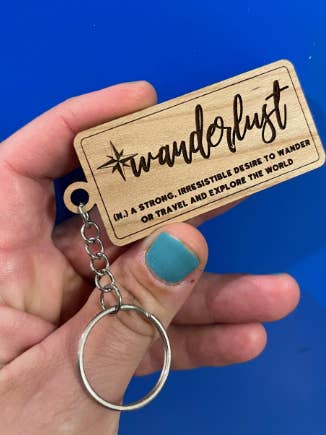 wanderlust
(N.) A STRONG, IRRESISTIBLE DESIRE TO WANDER
OR TRAVEL AND EXPLORE THE WORLD